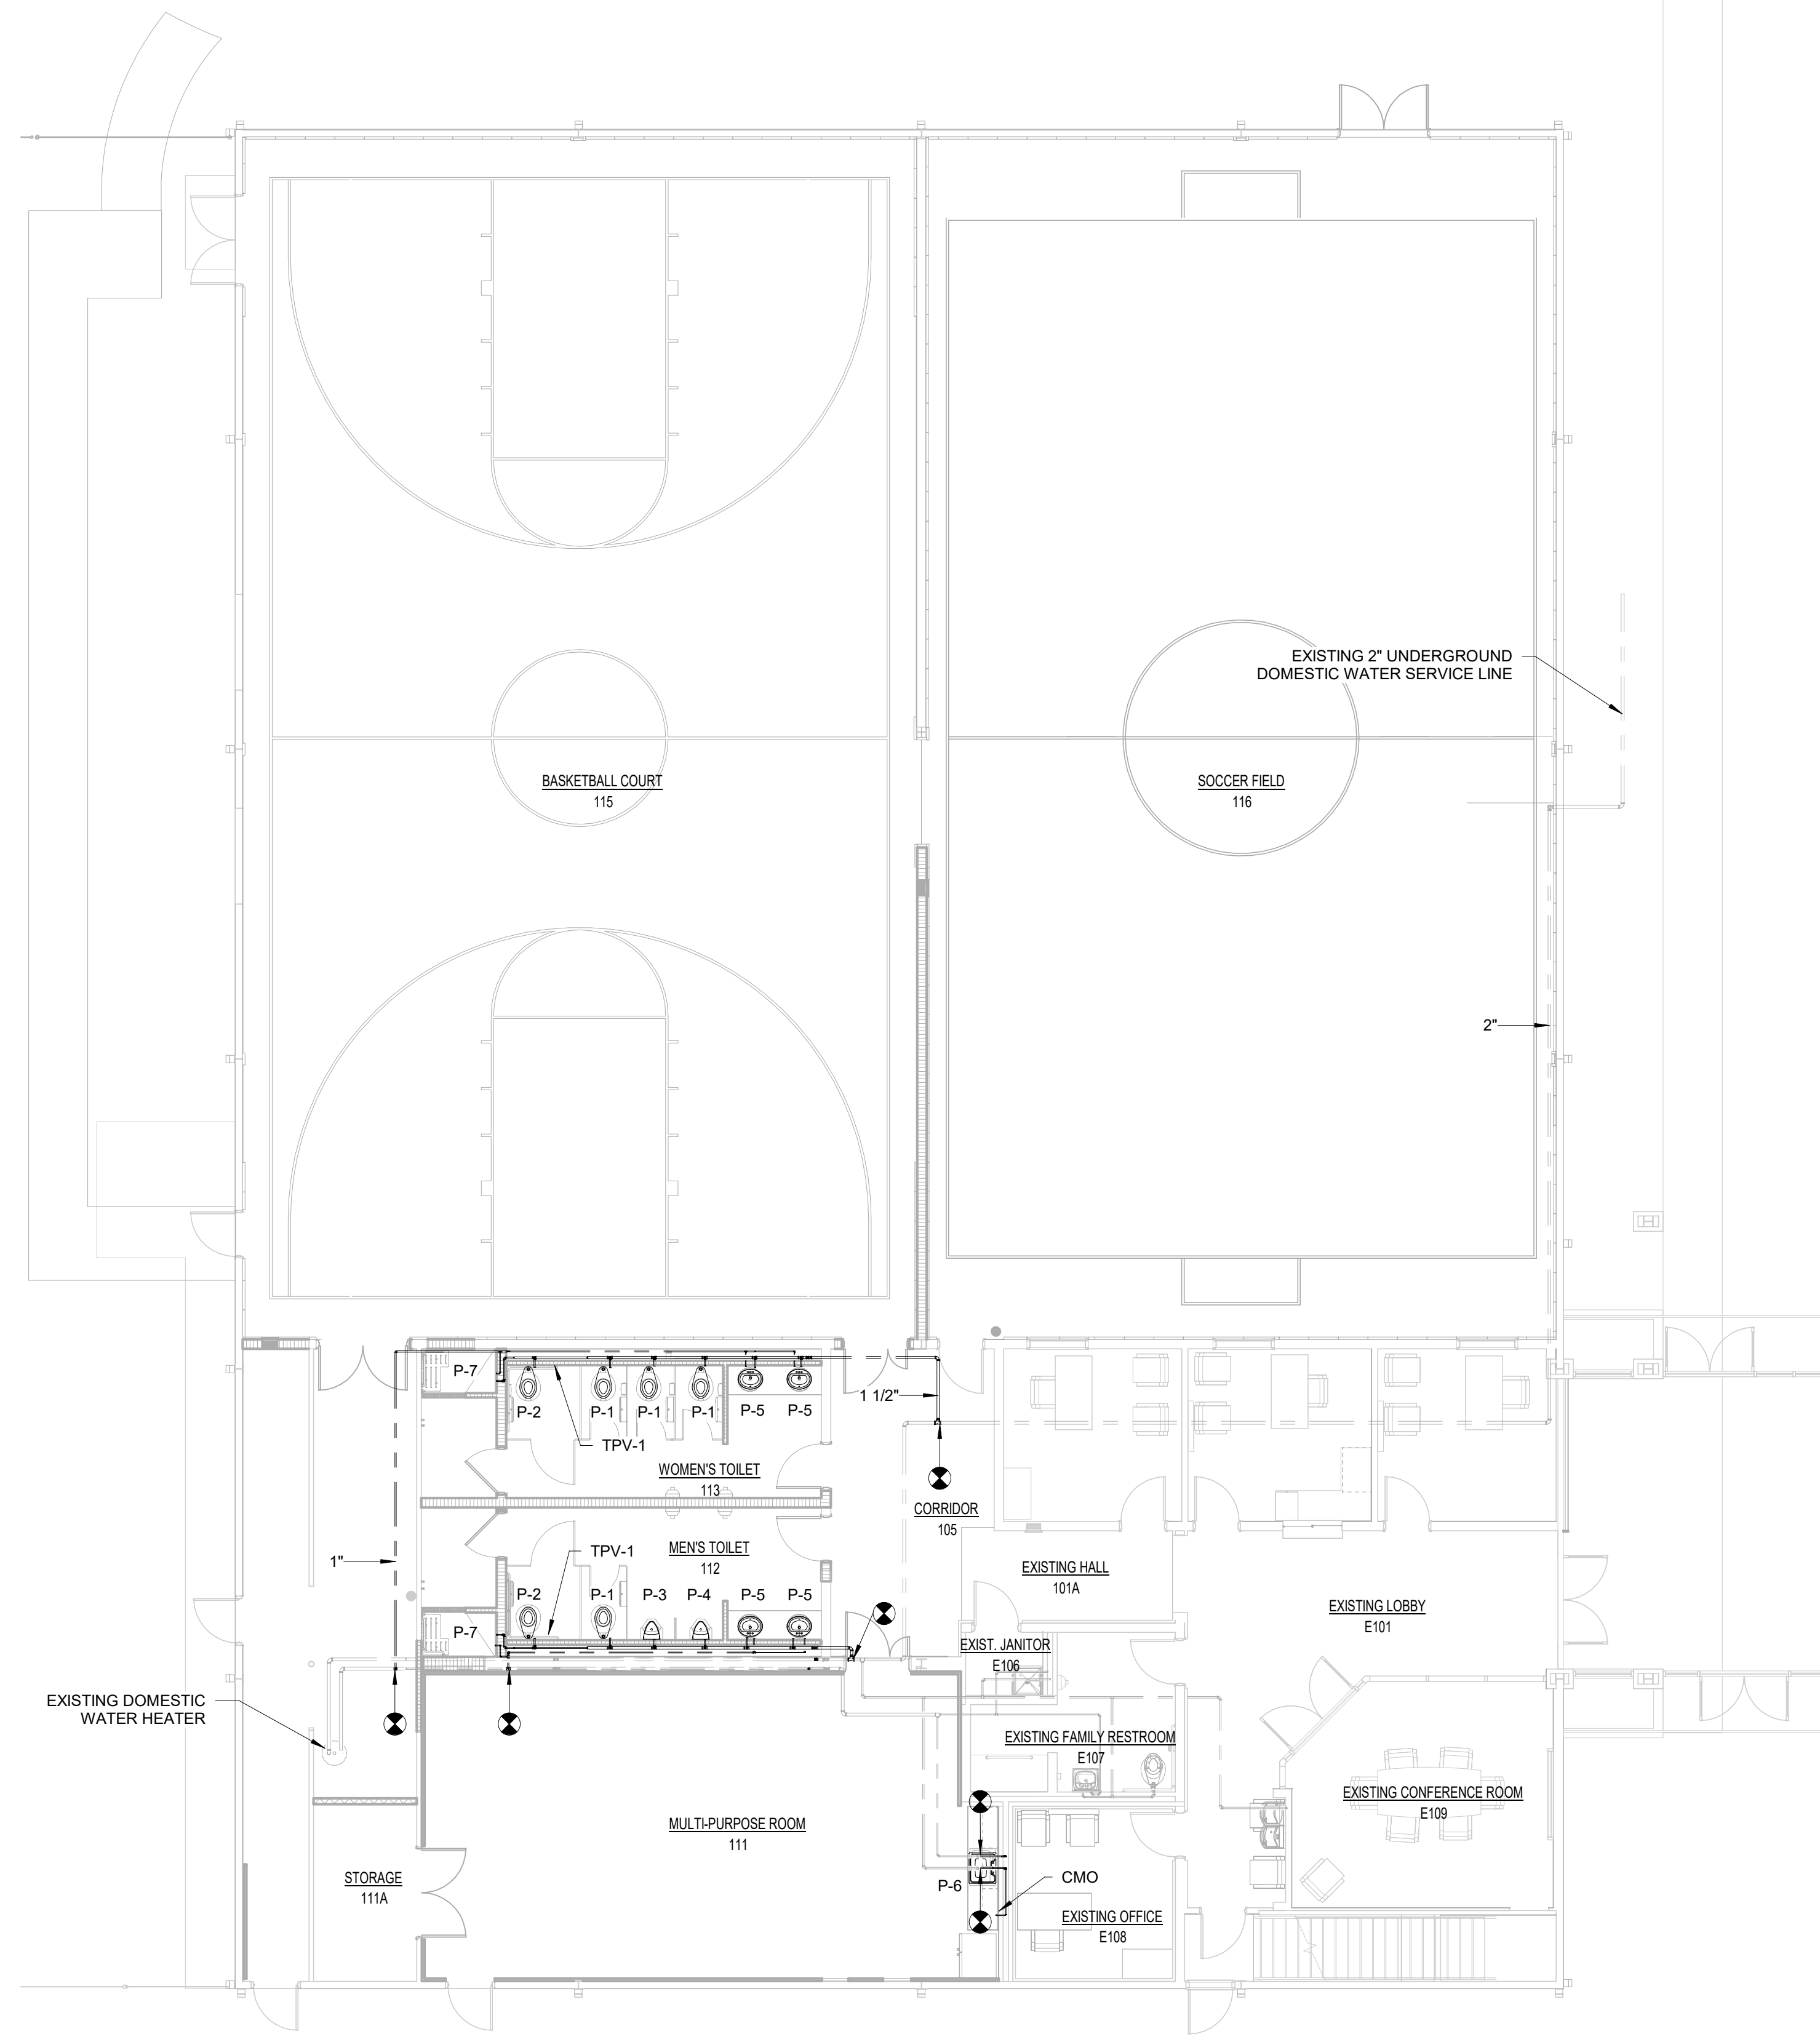 EXISTING 2" UNDERGROUND
DOMESTIC WATER SERVICE LINE
BASKETBALL COURT
115
SOCCER FIELD
116
2"
P-7
P-2
P-1
P-1
P-1
P-5
P-5
1 1/2"
TPV-1
WOMEN'S TOILET
113
CORRIDOR
105
1"
TPV-1
MEN'S TOILET
112
EXISTING HALL
101A
P-2
P-1
P-3
P-4
P-5
P-5
EXISTING LOBBY
E101
P-7
EXIST. JANITOR
E106
EXISTING DOMESTIC
WATER HEATER
EXISTING FAMILY RESTROOM
E107
EXISTING CONFERENCE ROOM
E109
MULTI-PURPOSE ROOM
111
STORAGE
111A
P-6
CMO
EXISTING OFFICE
E108